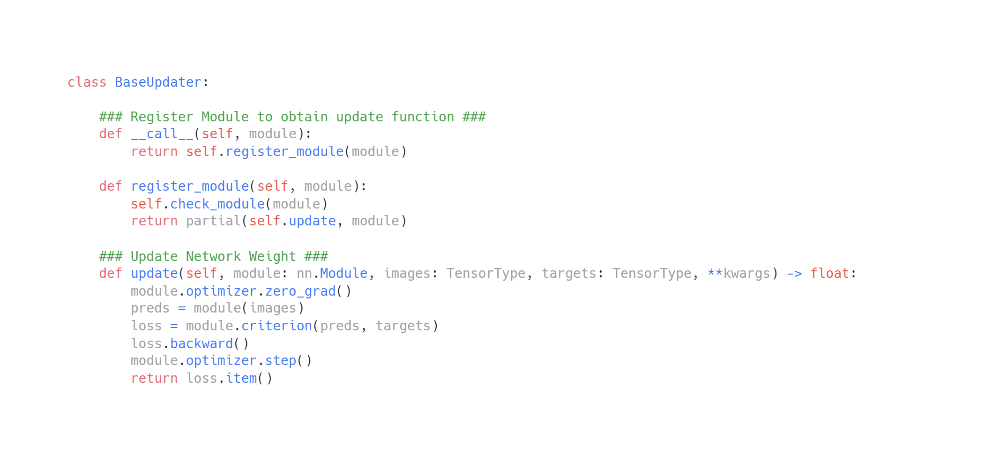 class BaseUpdater:
    ### Register Module to obtain update function ###
    def __call__(self, module):
        return self.register_module(module)
    def register_module(self, module):
        self.check_module(module)
        return partial(self.update, module)
    ### Update Network Weight ###
    def update(self, module: nn.Module, images: TensorType, targets: TensorType, **kwargs) -> float:
        module.optimizer.zero_grad()
        preds = module(images)
        loss = module.criterion(preds, targets)
        loss.backward()
        module.optimizer.step()
        return loss.item()